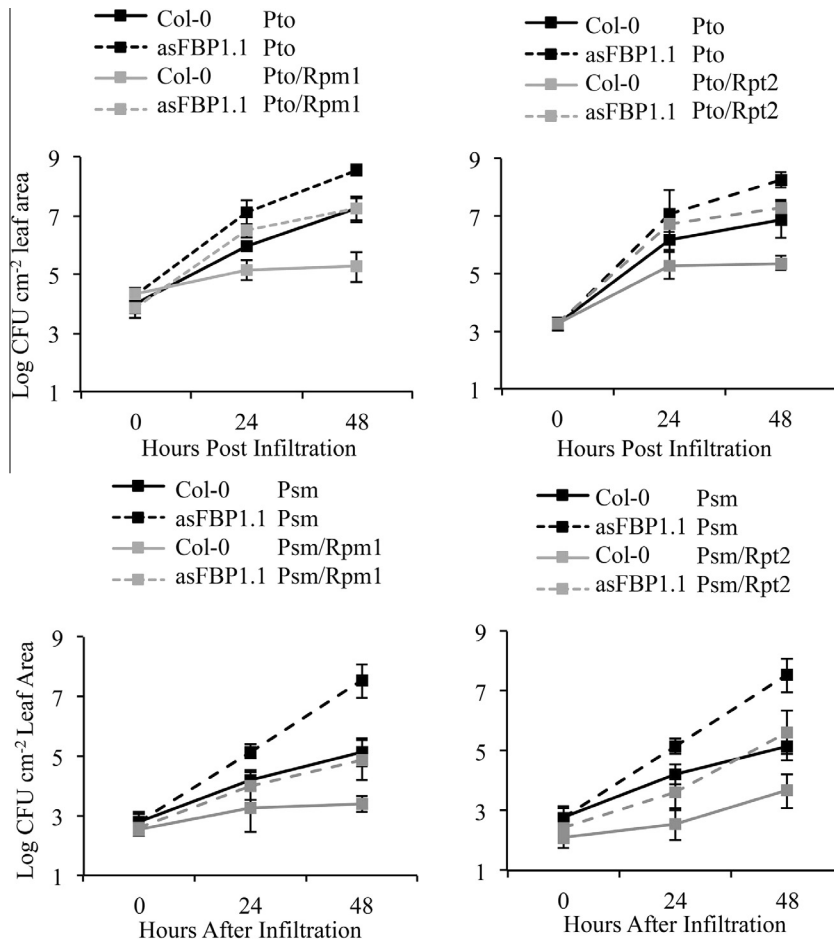 Col-0 Pto
asFBP1.1 Pto
Col-0 Pto/Rpm1
asFBP1.1 Pto/Rpm1
9
7
5
3
1
Log CFU cm-2 leaf area
0 24 48
Hours Post Infiltration
Col-0 Pto
asFBP1.1 Pto
Col-0 Pto/Rpt2
asFBP1.1 Pto/Rpt2
9
7
5
3
1
0 24 48
Hours Post Infiltration
Col-0 Psm
asFBP1.1 Psm
Col-0 Psm/Rpm1
asFBP1.1 Psm/Rpm1
9
7
5
3
1
Log CFU cm-2 Leaf Area
0 24 48
Hours After Infiltration
Col-0 Psm
asFBP1.1 Psm
Col-0 Psm/Rpt2
asFBP1.1 Psm/Rpt2
9
7
5
3
1
0 24 48
Hours After Infiltration